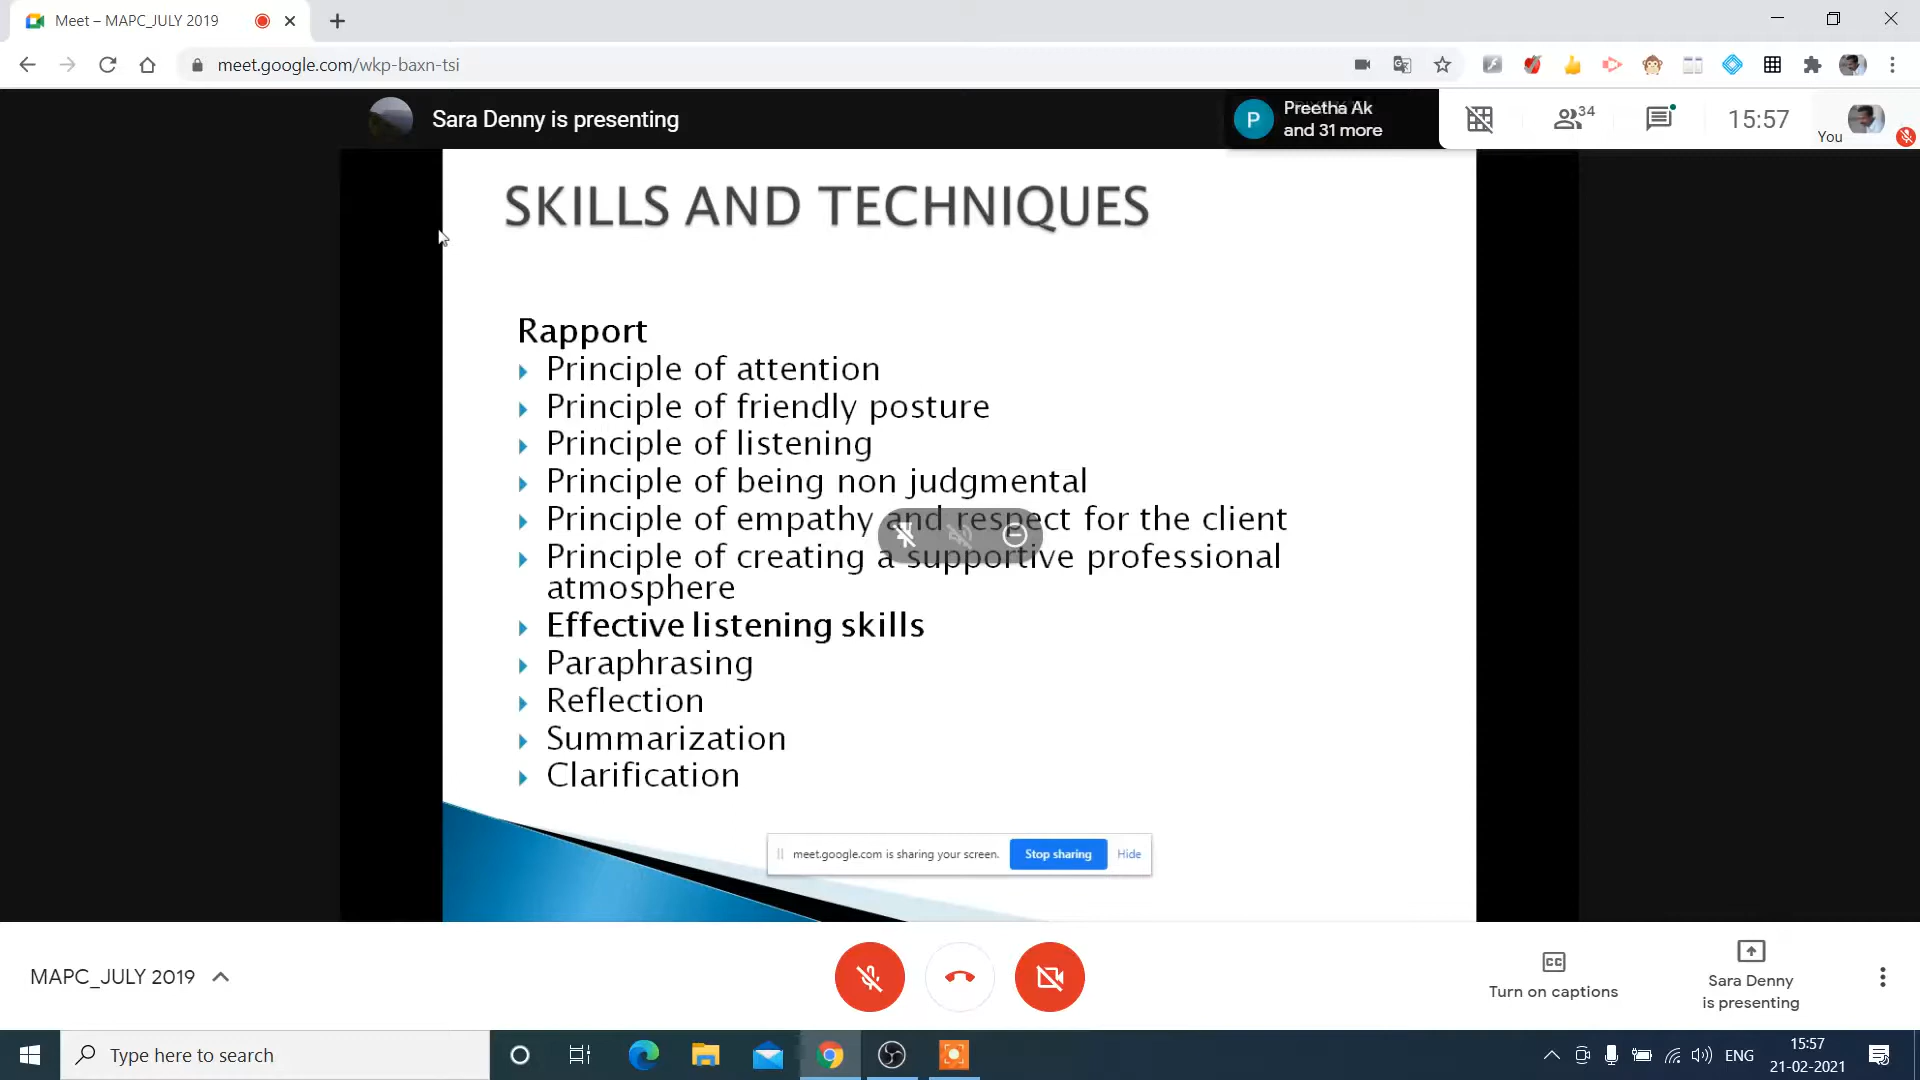 Meet – MAPC_JULY 2019
meet.google.com/wkp-baxn-tsi
Sara Denny is presenting
P
Preetha Ak
and 31 more
34
15:57
You
SKILLS AND TECHNIQUES
Rapport
Principle of attention
Principle of friendly posture
Principle of listening
Principle of being non judgmental
Principle of empathy and respect for the client
Principle of creating a supportive professional
atmosphere
Effective listening skills
Paraphrasing
Reflection
Summarization
Clarification
meet.google.com is sharing your screen.
Stop sharing
Hide
MAPC_JULY 2019
CC
Turn on captions
Sara Denny
is presenting
Type here to search
ENG
15:57
21-02-2021